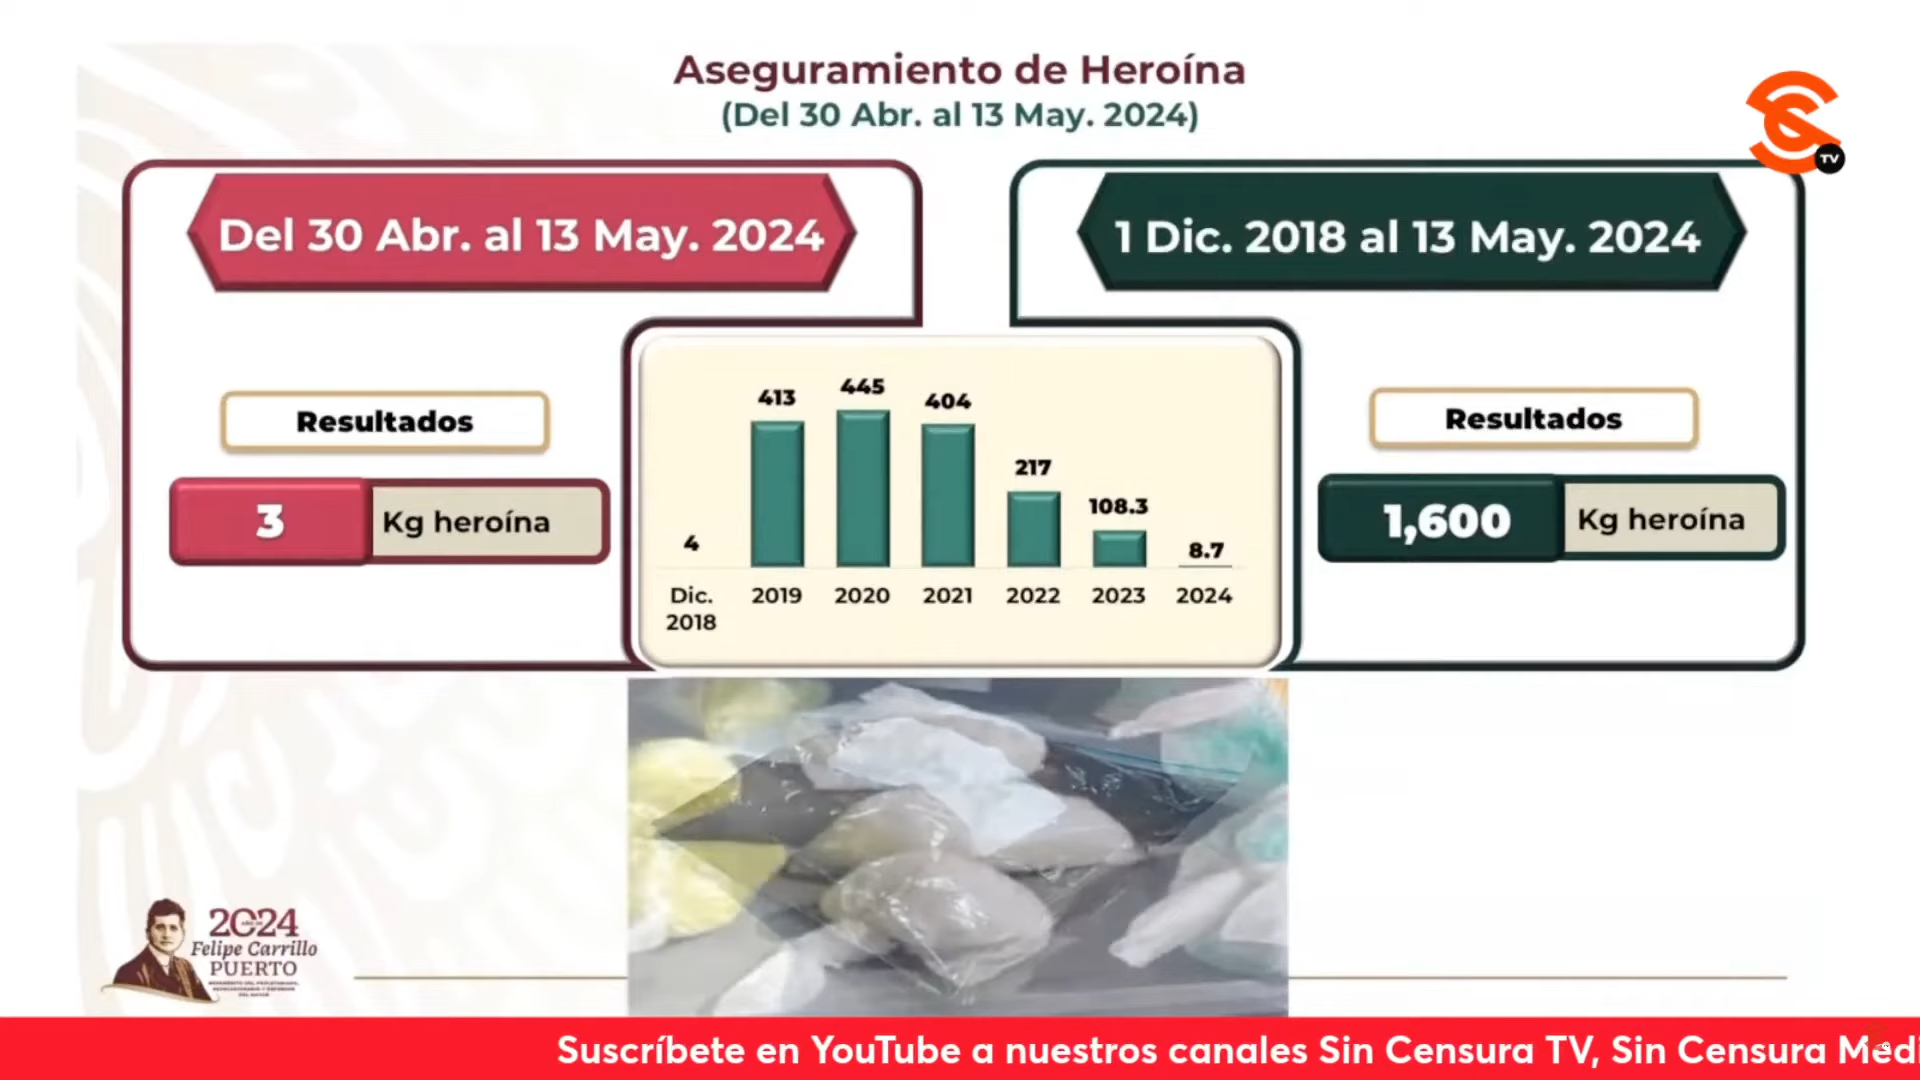 Aseguramiento de Heroína
(Del 30 Abr. al 13 May. 2024)
TV
Del 30 Abr. al 13 May. 2024
1 Dic. 2018 al 13 May. 2024
Resultados
3
Kg heroína
413
445
404
217
108.3
4
8.7
Dic.
2018
2019
2020
2021
2022
2023
2024
Resultados
1,600
Kg heroína
2024
Felipe Carrillo
PUERTO
Suscríbete en YouTube a nuestros canales Sin Censura TV, Sin Censura Medi